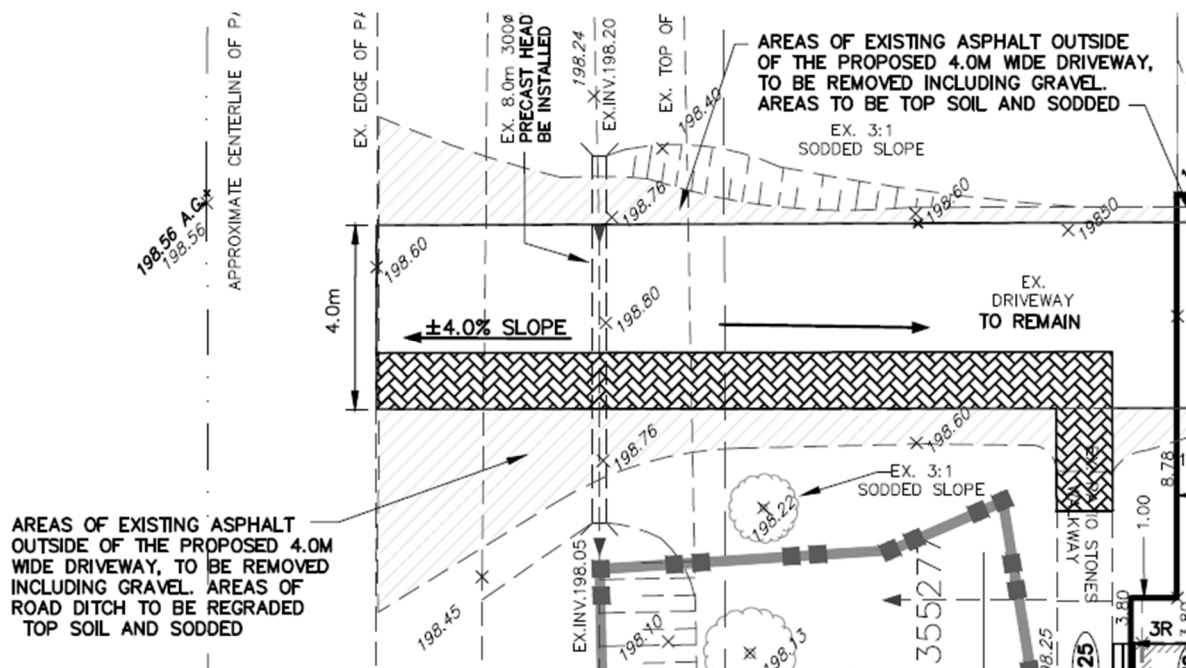 APPROXIMATE CENTERLINE OF
EX. EDGE OF
EX. 8.0m 300ø
PRECAST HEAD
BE INSTALLED
198.24
EX.INV.198.20
EX. TOP OF
198.40
AREAS OF EXISTING ASPHALT OUTSIDE
OF THE PROPOSED 4.0M WIDE DRIVEWAY,
TO BE REMOVED INCLUDING GRAVEL.
AREAS TO BE TOP SOIL AND SODDED
EX. 3:1
SODDED SLOPE
198.56 A.G.
198.56
198.76
198.60
19850
198.60
4.0m
198.80
±4.0% SLOPE
EX.
DRIVEWAY
TO REMAIN
198.76
198.60
EX. 3:1
SODDED SLOPE
198.22
8.78
1.00
STONES
AREAS OF EXISTING ASPHALT
OUTSIDE OF THE PROPOSED 4.0M
WIDE DRIVEWAY, TO BE REMOVED
INCLUDING GRAVEL. AREAS OF
ROAD DITCH TO BE REGRADED
TOP SOIL AND SODDED
198.45
EX.INV.198.05
198.10
198.13
355277
3.80
3R
25